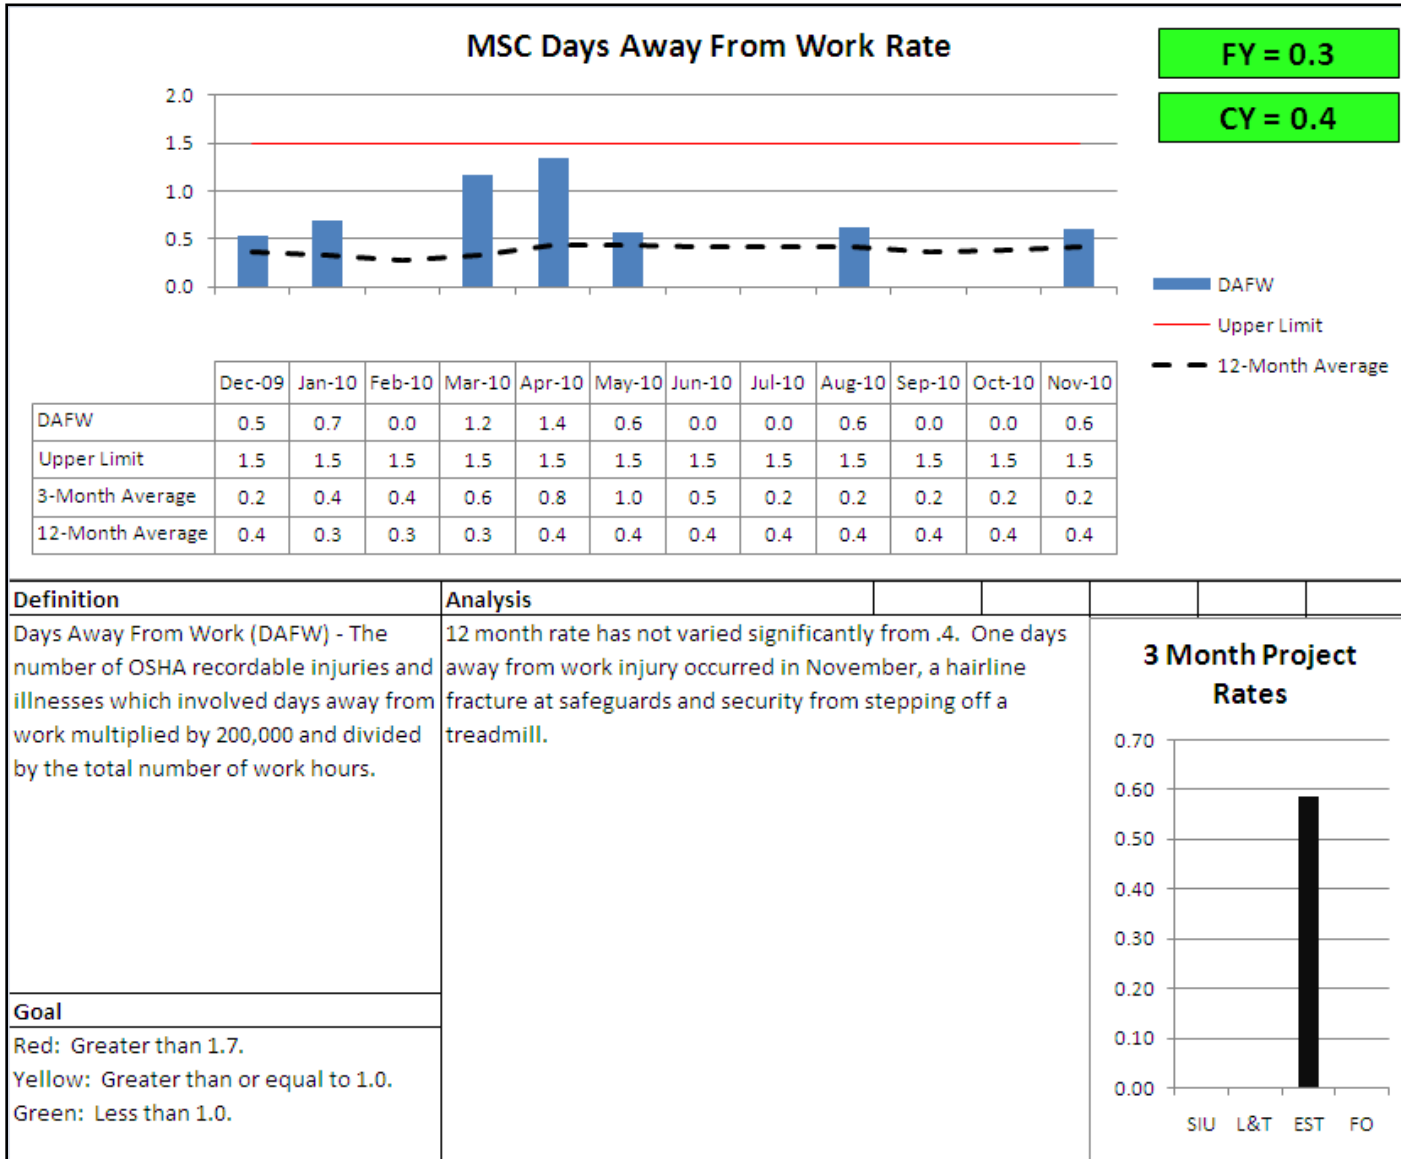 MSC Days Away From Work Rate
FY = 0.3
CY = 0.4
2.0
1.5
1.0
0.5
0.0
DAFW
Upper Limit
12-Month Average
Dec-09 Jan-10 Feb-10 Mar-10 Apr-10 May-10 Jun-10 Jul-10 Aug-10 Sep-10 Oct-10 Nov-10
DAFW 0.5 0.7 0.0 1.2 1.4 0.6 0.0 0.0 0.6 0.0 0.0 0.6
Upper Limit 1.5 1.5 1.5 1.5 1.5 1.5 1.5 1.5 1.5 1.5 1.5 1.5
3-Month Average 0.2 0.4 0.4 0.6 0.8 1.0 0.5 0.2 0.2 0.2 0.2 0.2
12-Month Average 0.4 0.3 0.3 0.3 0.4 0.4 0.4 0.4 0.4 0.4 0.4 0.4
Definition
Days Away From Work (DAFW) - The
number of OSHA recordable injuries and
illnesses which involved days away from
work multiplied by 200,000 and divided
by the total number of work hours.
Goal
Red: Greater than 1.7.
Yellow: Greater than or equal to 1.0.
Green: Less than 1.0.
Analysis
12 month rate has not varied significantly from .4. One days
away from work injury occurred in November, a hairline
fracture at safeguards and security from stepping off a
treadmill.
3 Month Project
Rates
0.70
0.60
0.50
0.40
0.30
0.20
0.10
0.00
SIU L&T EST FO